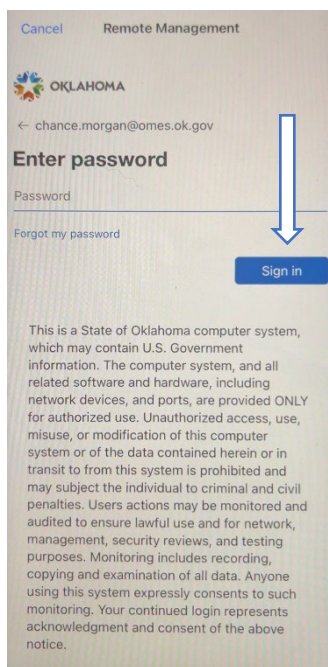 Cancel Remote Management
OKLAHOMA
← chance.morgan@omes.ok.gov
Enter password
Password
Forgot my password
Sign in
This is a State of Oklahoma computer system,
which may contain U.S. Government
information. The computer system, and all
related software and hardware, including
network devices, and ports, are provided ONLY
for authorized use. Unauthorized access, use,
misuse, or modification of this computer
system or of the data contained herein or in
transit to from this system is prohibited and
may subject the individual to criminal and civil
penalties. Users actions may be monitored and
audited to ensure lawful use and for network,
management, security reviews, and testing
purposes. Monitoring includes recording,
copying and examination of all data. Anyone
using this system expressly consents to such
monitoring. Your continued login represents
acknowledgment and consent of the above
notice.